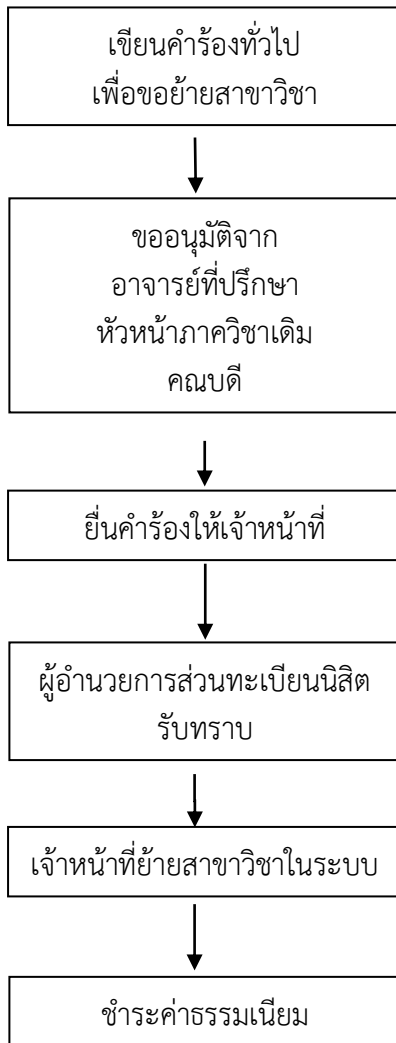 เขียนคำร้องทั่วไป
เพื่อขอย้ายสาขาวิชา
ขออนุมัติจาก
อาจารย์ที่ปรึกษา
หัวหน้าภาควิชาเดิม
คณบดี
ยื่นคำร้องให้เจ้าหน้าที่
ผู้อำนวยการส่วนทะเบียนนิสิต
รับทราบ
เจ้าหน้าที่ย้ายสาขาวิชาในระบบ
ชำระค่าธรรมเนียม